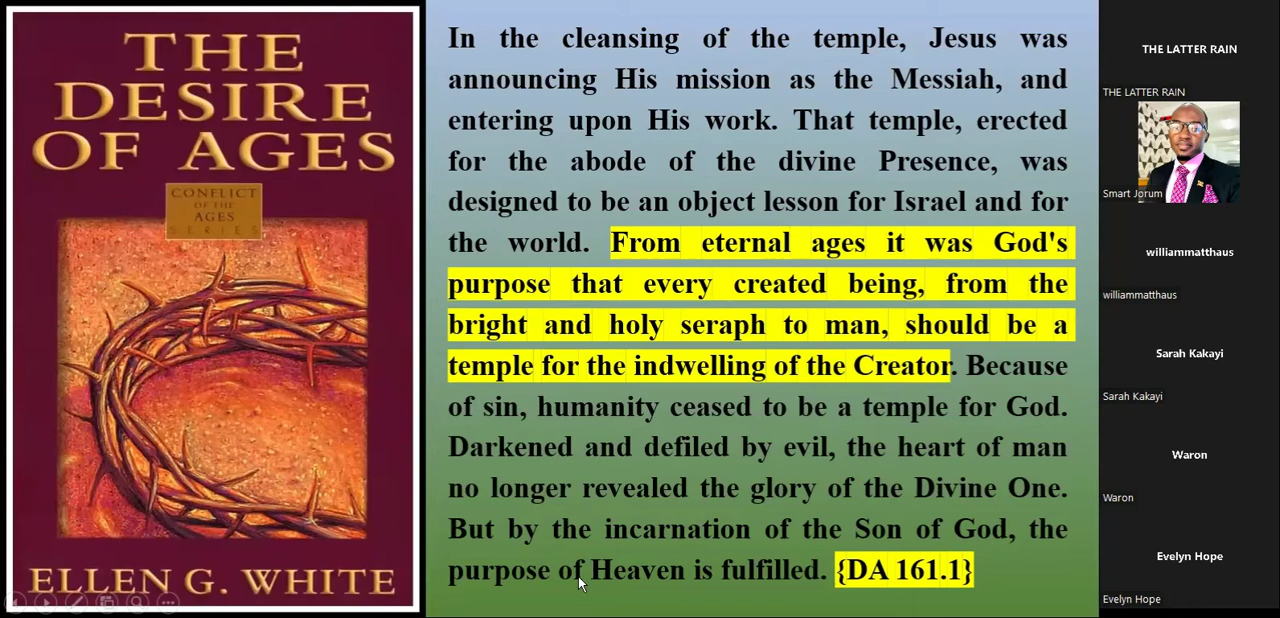 THE
DESIRE
OF AGES
CONFLICT
OF THE
AGES
SERIES
ELLEN G. WHITE
In the cleansing of the temple, Jesus was
announcing His mission as the Messiah, and
entering upon His work. That temple, erected
for the abode of the divine Presence, was
designed to be an object lesson for Israel and for
the world. From eternal ages it was God's
purpose that every created being, from the
bright and holy seraph to man, should be a
temple for the indwelling of the Creator. Because
of sin, humanity ceased to be a temple for God.
Darkened and defiled by evil, the heart of man
no longer revealed the glory of the Divine One.
But by the incarnation of the Son of God, the
purpose of Heaven is fulfilled. {DA 161.1}
THE LATTER RAIN
THE LATTER RAIN
Smart Jorum
williammatthaus
williammatthaus
Sarah Kakayi
Sarah Kakayi
Waron
Waron
Evelyn Hope
Evelyn Hope